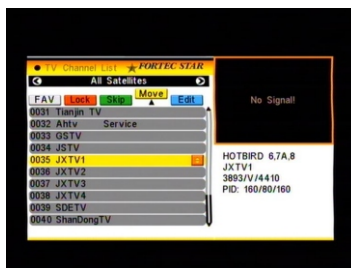 TV Channel List FORTEC STAR
All Satellites
FAV Lock Skip Move Edit
No Signal!
0031 Tianjin TV
0032 Ahtv Service
0033 GSTV
0034 JSTV
0035 JXTV1
0036 JXTV2
0037 JXTV3
0038 JXTV4
0039 SDETV
0040 ShanDongTV
HOTBIRD 6,7A,8
JXTV1
3893/V/4410
PID: 160/80/160